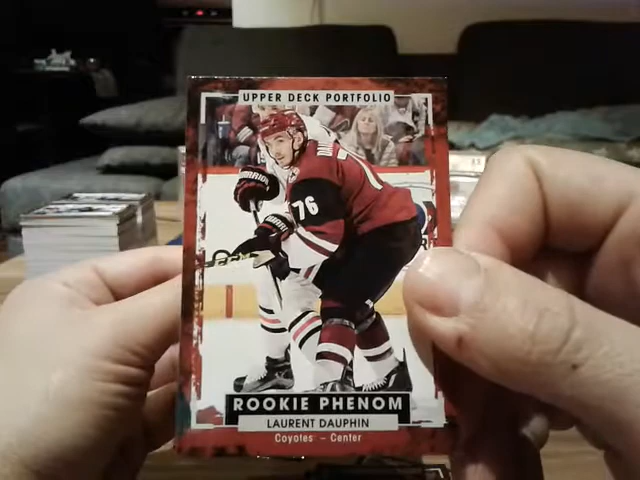 UPPER DECK PORTFOLIO
76
ROOKIE PHENOM
LAURENT DAUPHIN
Coyotes - Center